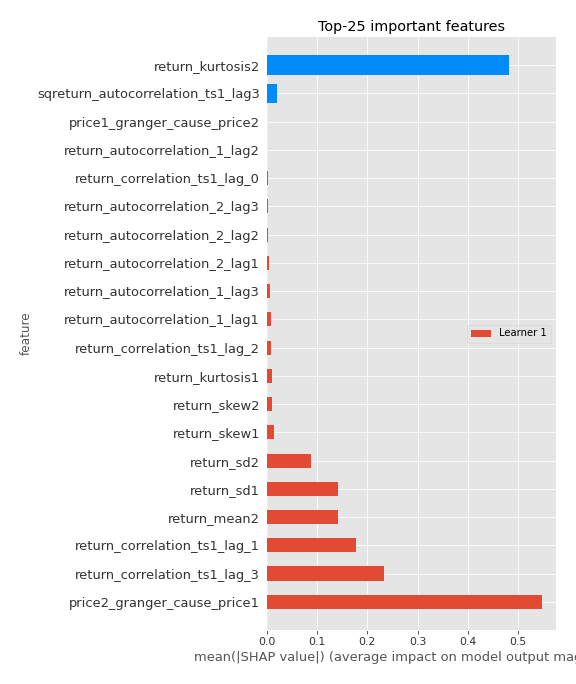 Top-25 important features
return_kurtosis2
sqreturn_autocorrelation_ts1_lag3
price1_granger_cause_price2
return_autocorrelation_1_lag2
return_correlation_ts1_lag_0
return_autocorrelation_2_lag3
return_autocorrelation_2_lag2
return_autocorrelation_2_lag1
return_autocorrelation_1_lag3
return_autocorrelation_1_lag1
return_correlation_ts1_lag_2
return_kurtosis1
return_skew2
return_skew1
return_sd2
return_sd1
return_mean2
return_correlation_ts1_lag_1
return_correlation_ts1_lag_3
price2_granger_cause_price1
feature
Learner 1
0.0 0.1 0.2 0.3 0.4 0.5
mean(|SHAP value|) (average impact on model output mag